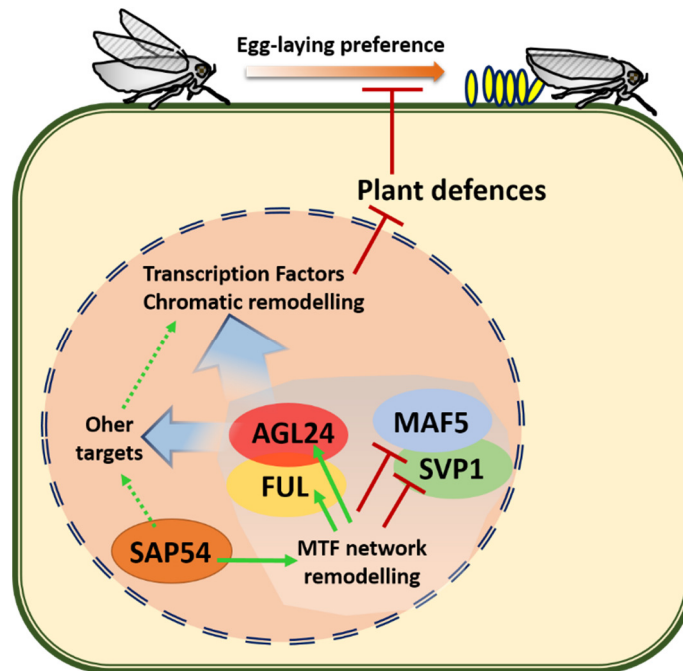 Egg-laying preference
Plant defences
Transcription Factors
Chromatic remodelling
Oher
targets
AGL24
FUL
MAF5
SVP1
SAP54
MTF network
remodelling